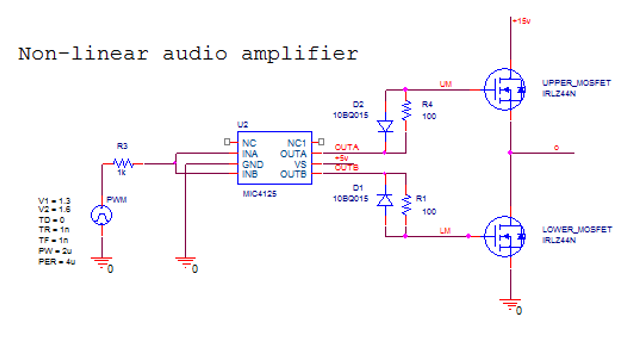 Non-linear audio amplifier
+15v
UM
UPPER_MOSFET
IRLZ44N
D2
10BQ015
R4
100
U2
NC
INA
GND
INB
NC1
OUTA
VS
OUTB
MIC4125
OUTA
+5v
OUTB
o
R3
1k
D1
10BQ015
R1
100
PWM
V1 = 1.3
V2 = 1.6
TD = 0
TR = 1n
TF = 1n
PW = 2u
PER = 4u
LM
LOWER_MOSFET
IRLZ44N
0
0
0